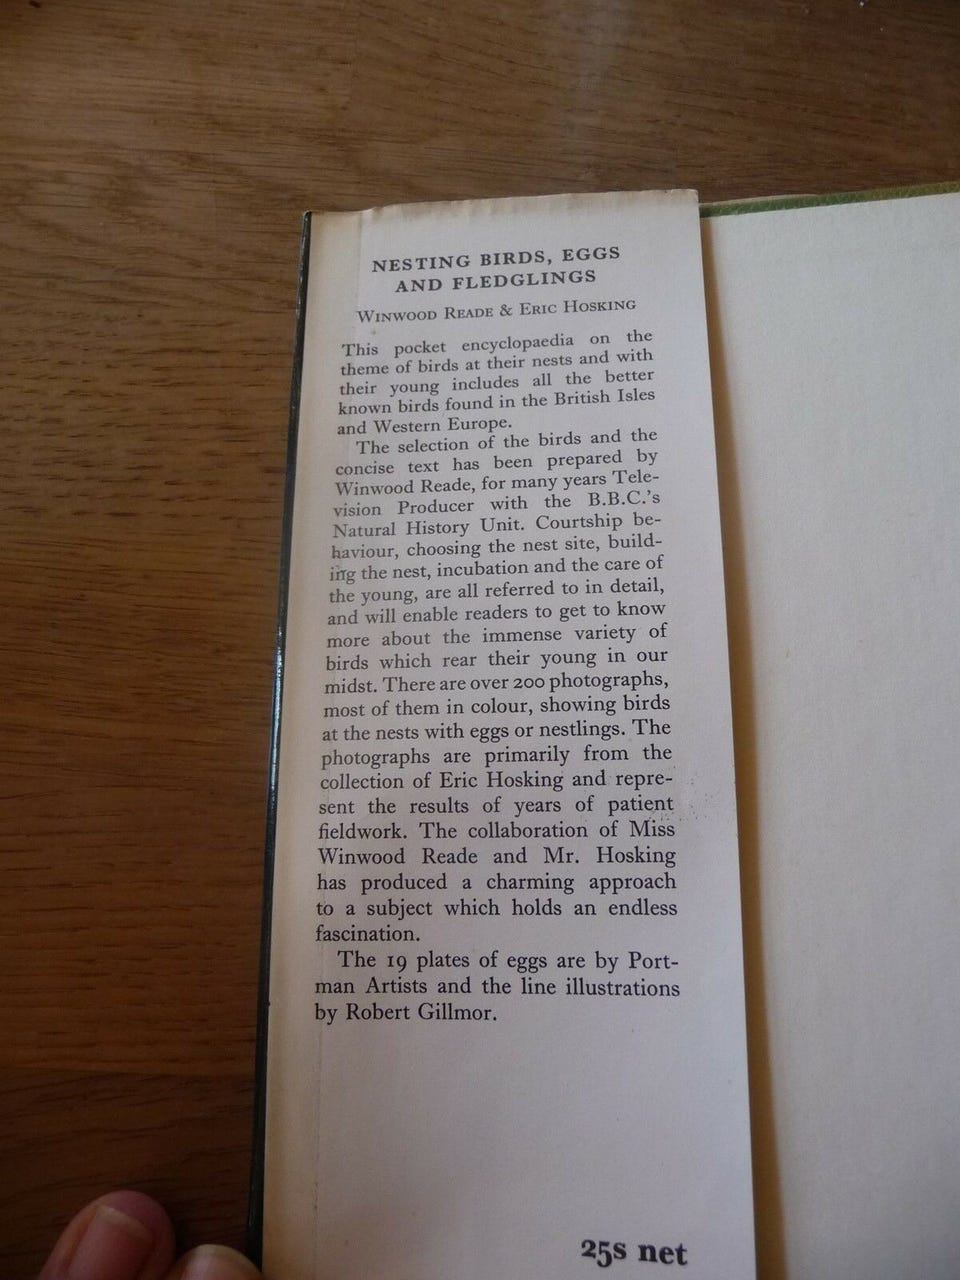 NESTING BIRDS, EGGS
AND FLEDGLINGS
WINWOOD READE & ERIC HOSKING
This pocket encyclopaedia on the
theme of birds at their nests and with
their young includes all the better
known birds found in the British Isles
and Western Europe.
The selection of the birds and the
concise text has been prepared by
Winwood Reade, for many years Tele-
vision Producer with the B.B.C.'s
Natural History Unit. Courtship be-
haviour, choosing the nest site, build-
ing the nest, incubation and the care of
the young, are all referred to in detail,
and will enable readers to get to know
more about the immense variety of
birds which rear their young in our
midst. There are over 200 photographs,
most of them in colour, showing birds
at the nests with eggs or nestlings. The
photographs are primarily from the
collection of Eric Hosking and repre-
sent the results of years of patient
fieldwork. The collaboration of Miss
Winwood Reade and Mr. Hosking
has produced a charming approach
to a subject which holds an endless
fascination.
The 19 plates of eggs are by Port-
man Artists and the line illustrations
by Robert Gillmor.
25s net